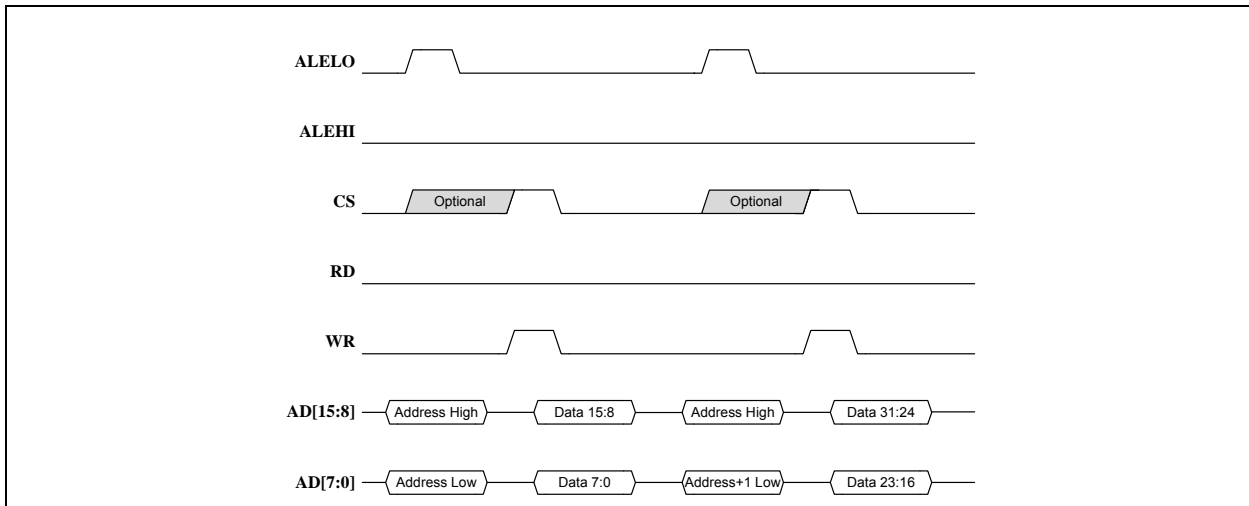 ALELO
ALEHI
CS Optional Optional
RD
WR
AD[15:8] Address High Data 15:8 Address High Data 31:24
AD[7:0] Address Low Data 7:0 Address+1 Low Data 23:16